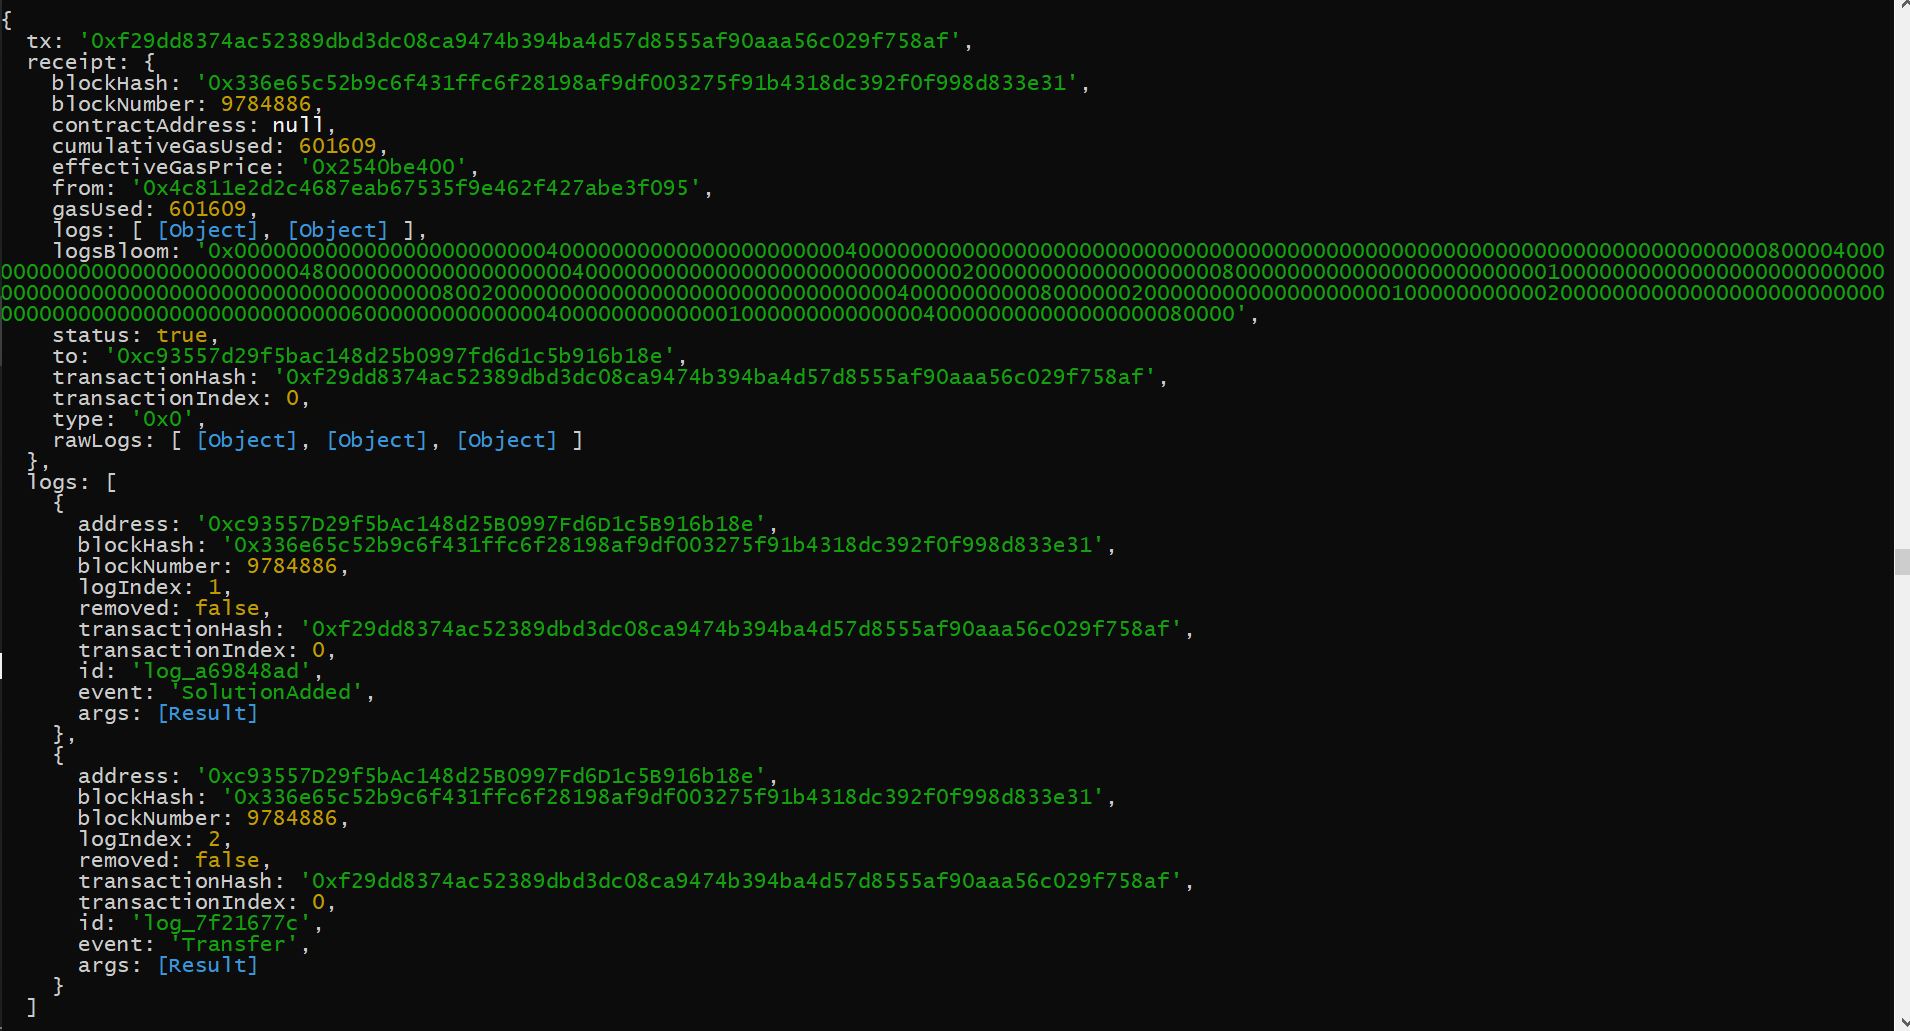 {
tx: '0xf29dd8374ac52389dbd3dc08ca9474b394ba4d57d8555af90aaa56c029f758af',
receipt: {
blockHash: '0x336e65c52b9c6f431ffc6f28198af9df003275f91b4318dc392f0f998d833e31',
blockNumber: 9784886,
contractAddress: null,
cumulativeGasUsed: 601609,
effectiveGasPrice: '0x2540be400',
from: '0x4c811e2d2c4687eab67535f9e462f427abe3f095',
gasUsed: 601609,
logs: [ [Object], [Object] ],
logsBloom:
status: true,
to: '0xc93557d29f5bac148d25b0997fd6d1c5b916b18e',
transactionHash: '0xf29dd8374ac52389dbd3dc08ca9474b394ba4d57d8555af90aaa56c029f758af',
transactionIndex: 0,
type: '0x0',
rawLogs: [ [Object], [Object], [Object] ]
},
logs: [
{
address: '0xc93557D29f5bAc148d25B0997Fd6D1c5B916b18e',
blockHash: '0x336e65c52b9c6f431ffc6f28198af9df003275f91b4318dc392f0f998d833e31',
blockNumber: 9784886,
logIndex: 1,
removed: false,
transactionHash: '0xf29dd8374ac52389dbd3dc08ca9474b394ba4d57d8555af90aaa56c029f758af',
transactionIndex: 0,
id: 'log_a69848ad',
event: 'SolutionAdded',
args: [Result]
},
{
address: '0xc93557D29f5bAc148d25B0997Fd6D1c5B916b18e',
blockHash: '0x336e65c52b9c6f431ffc6f28198af9df003275f91b4318dc392f0f998d833e31',
blockNumber: 9784886,
logIndex: 2,
removed: false,
transactionHash: '0xf29dd8374ac52389dbd3dc08ca9474b394ba4d57d8555af90aaa56c029f758af',
transactionIndex: 0,
id: 'log_7f21677c',
event: 'Transfer',
args: [Result]
}
]